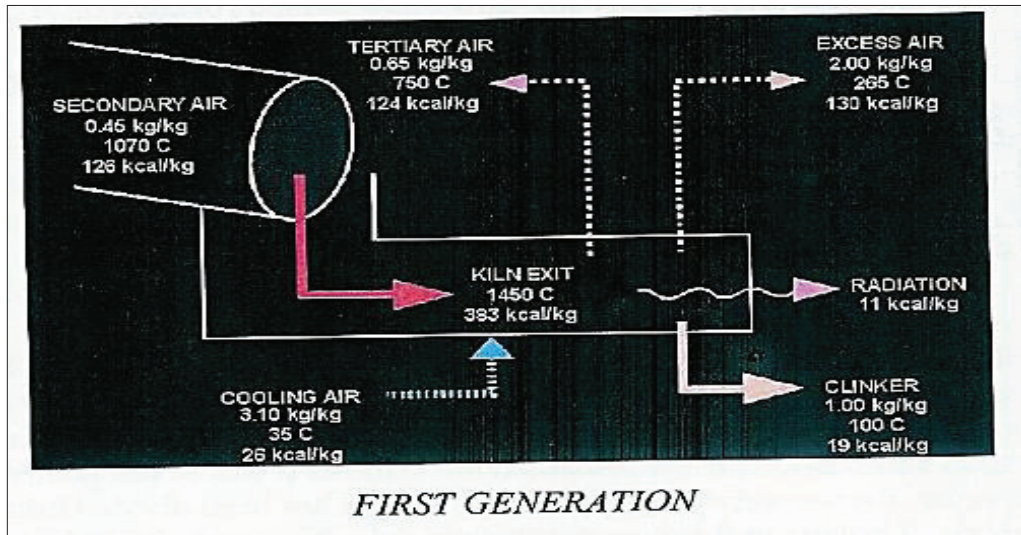 TERTIARY AIR
0.65 kg/kg
750 C
124 kcal/kg
EXCESS AIR
2.00 kg/kg
265 C
130 kcal/kg
SECONDARY AIR
0.45 kg/kg
1070 C
126 kcal/kg
KILN EXIT
1450 C
383 kcal/kg
RADIATION
11 kcal/kg
COOLING AIR
3.10 kg/kg
35 C
26 kcal/kg
CLINKER
1.00 kg/kg
100 C
19 kcal/kg
FIRST GENERATION